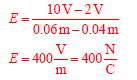 E = (10 V − 2 V) / (0.06 m − 0.04 m)
E = 400 V/m = 400 N/C